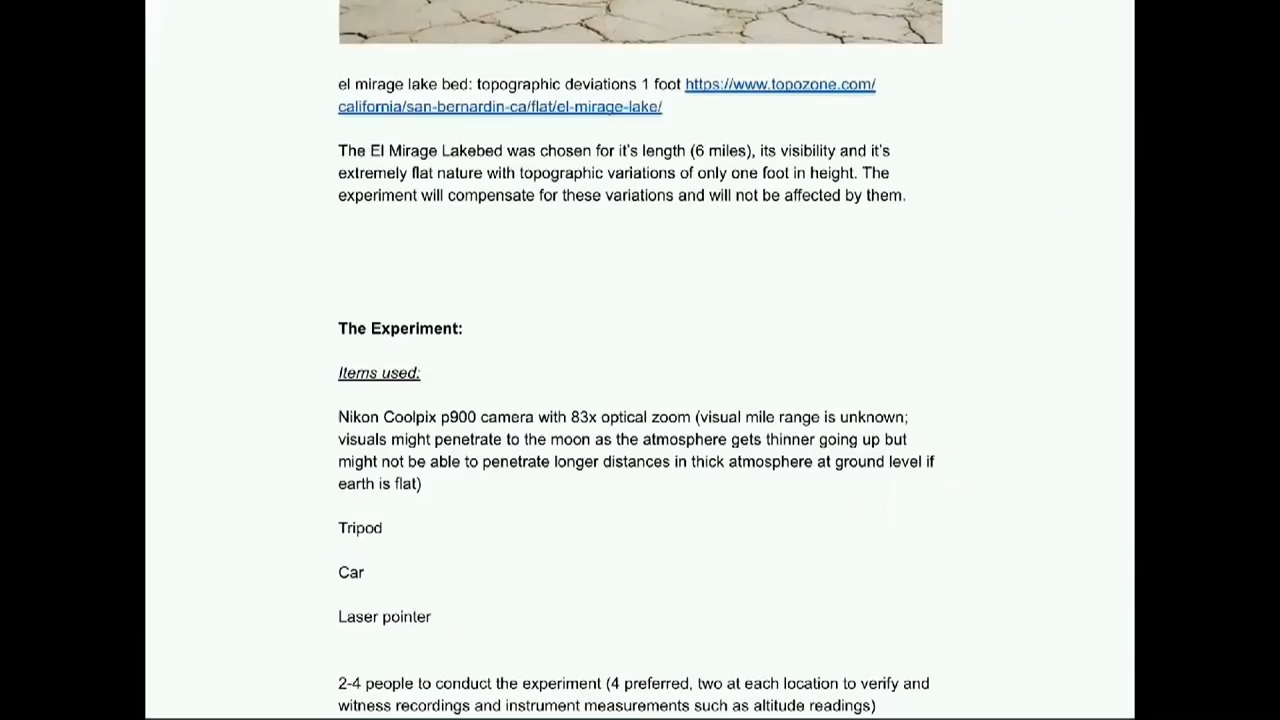 el mirage lake bed: topographic deviations 1 foot https://www.topozone.com/
california/san-bernardin-ca/flat/el-mirage-lake/
The El Mirage Lakebed was chosen for it's length (6 miles), its visibility and it's
extremely flat nature with topographic variations of only one foot in height. The
experiment will compensate for these variations and will not be affected by them.
The Experiment:
Items used:
Nikon Coolpix p900 camera with 83x optical zoom (visual mile range is unknown;
visuals might penetrate to the moon as the atmosphere gets thinner going up but
might not be able to penetrate longer distances in thick atmosphere at ground level if
earth is flat)
Tripod
Car
Laser pointer
2-4 people to conduct the experiment (4 preferred, two at each location to verify and
witness recordings and instrument measurements such as altitude readings)